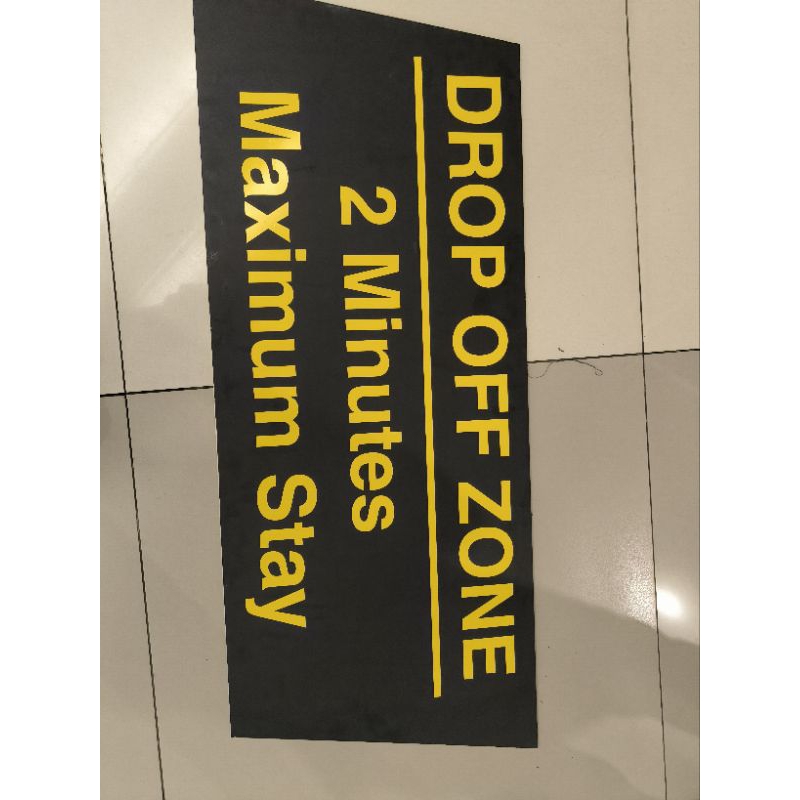 DROP OFF ZONE
2 Minutes
Maximum Stay